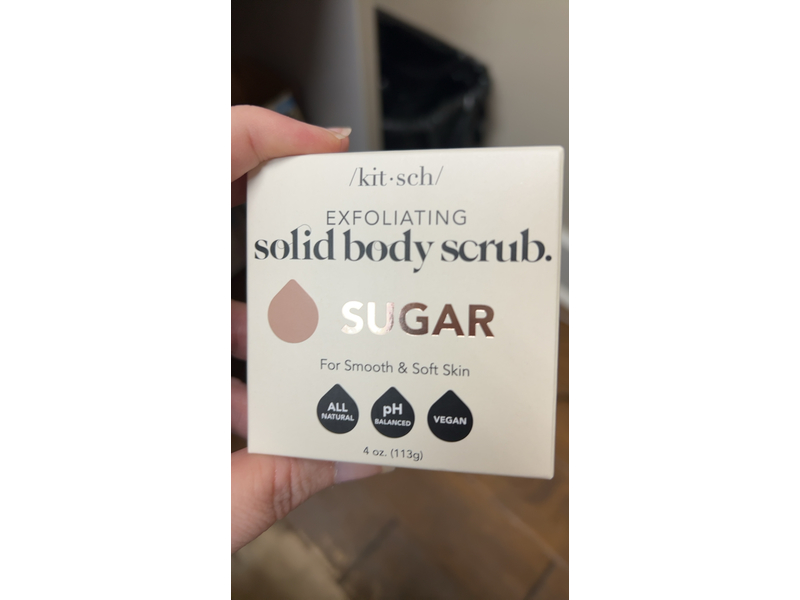 /kit·sch/
EXFOLIATING
solid body scrub.
SUGAR
For Smooth & Soft Skin
ALL
NATURAL
pH
BALANCED
VEGAN
4 oz. (113g)